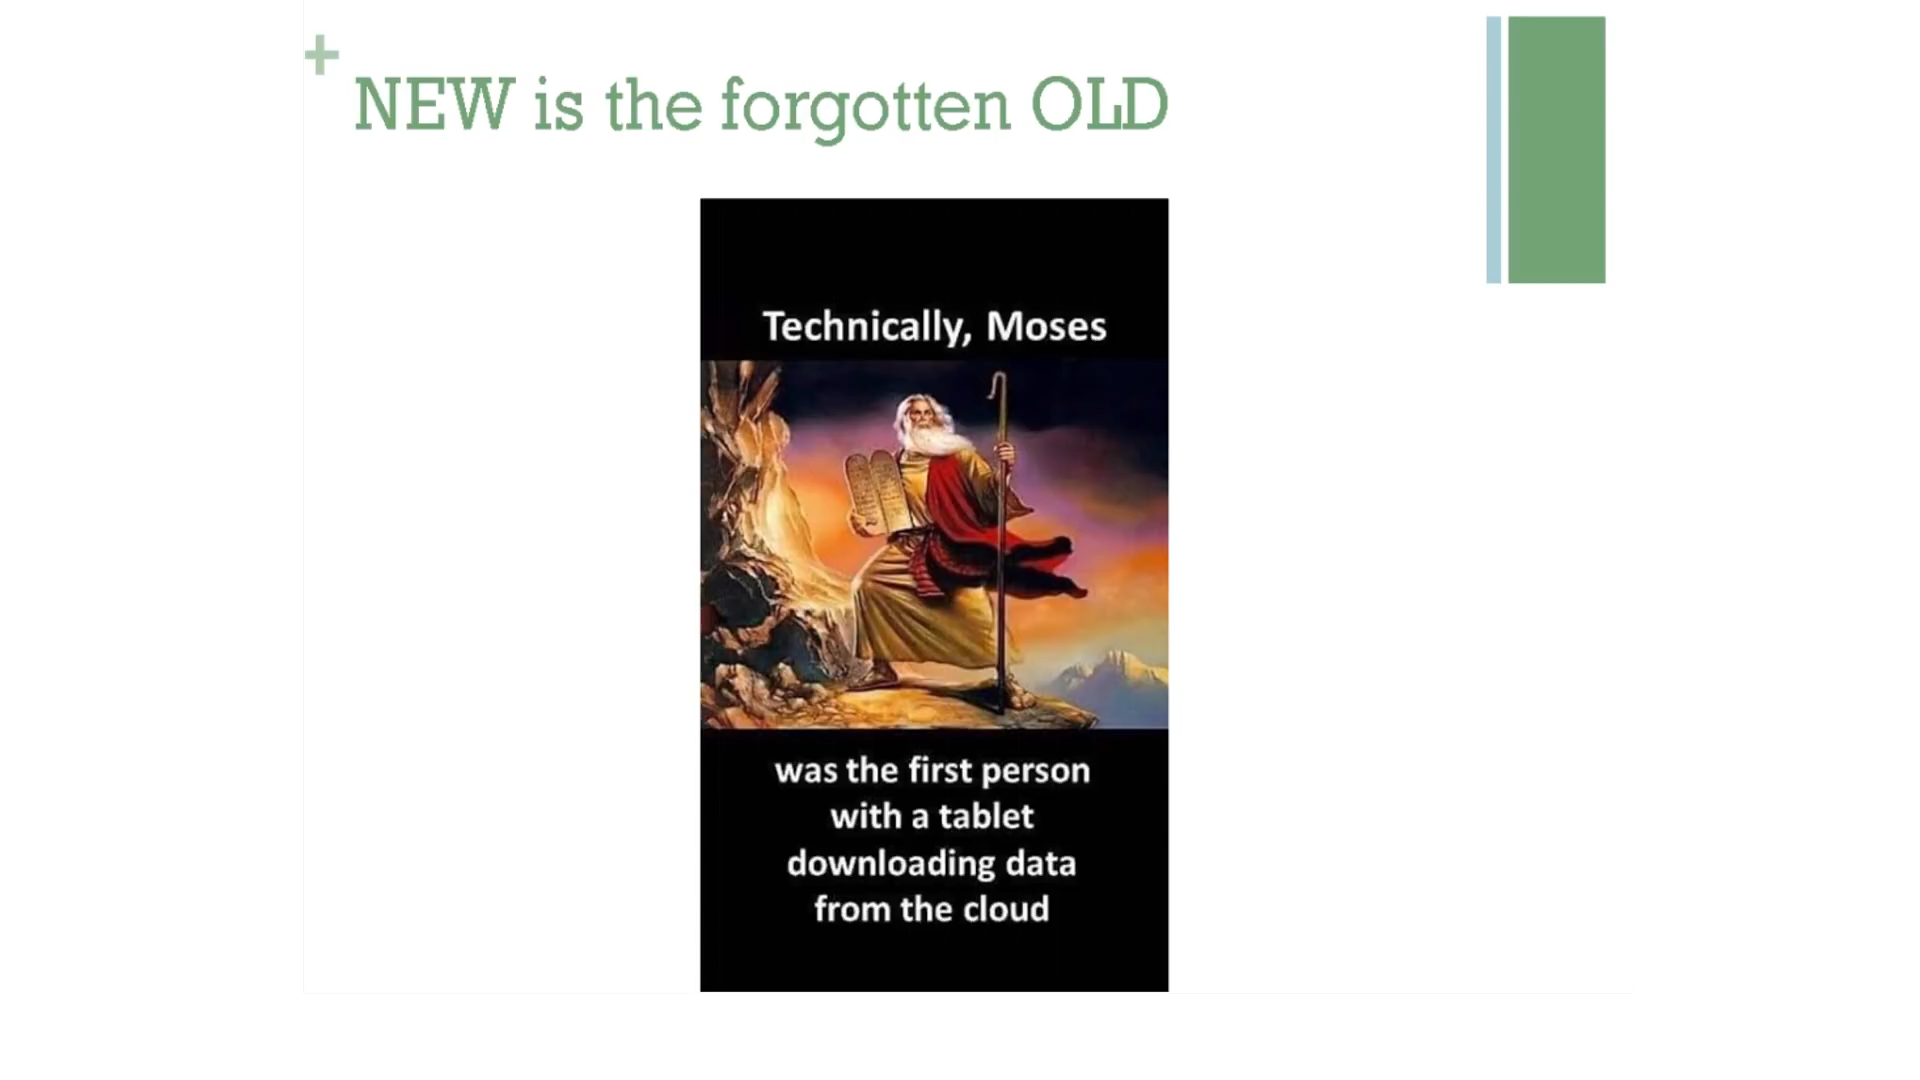 +
NEW is the forgotten OLD
Technically, Moses
was the first person
with a tablet
downloading data
from the cloud